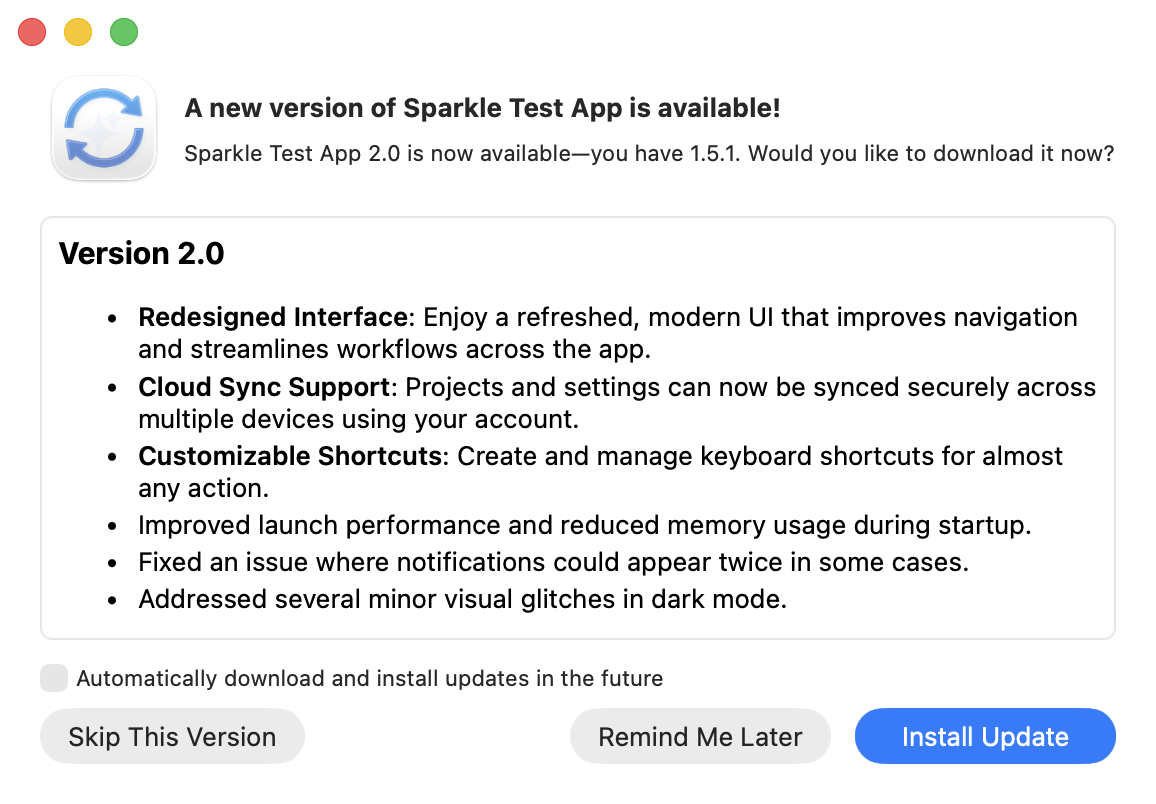 A new version of Sparkle Test App is available!
Sparkle Test App 2.0 is now available—you have 1.5.1. Would you like to download it now?
Version 2.0
• Redesigned Interface: Enjoy a refreshed, modern UI that improves navigation
and streamlines workflows across the app.
• Cloud Sync Support: Projects and settings can now be synced securely across
multiple devices using your account.
• Customizable Shortcuts: Create and manage keyboard shortcuts for almost
any action.
• Improved launch performance and reduced memory usage during startup.
• Fixed an issue where notifications could appear twice in some cases.
• Addressed several minor visual glitches in dark mode.
Automatically download and install updates in the future
Skip This Version Remind Me Later Install Update